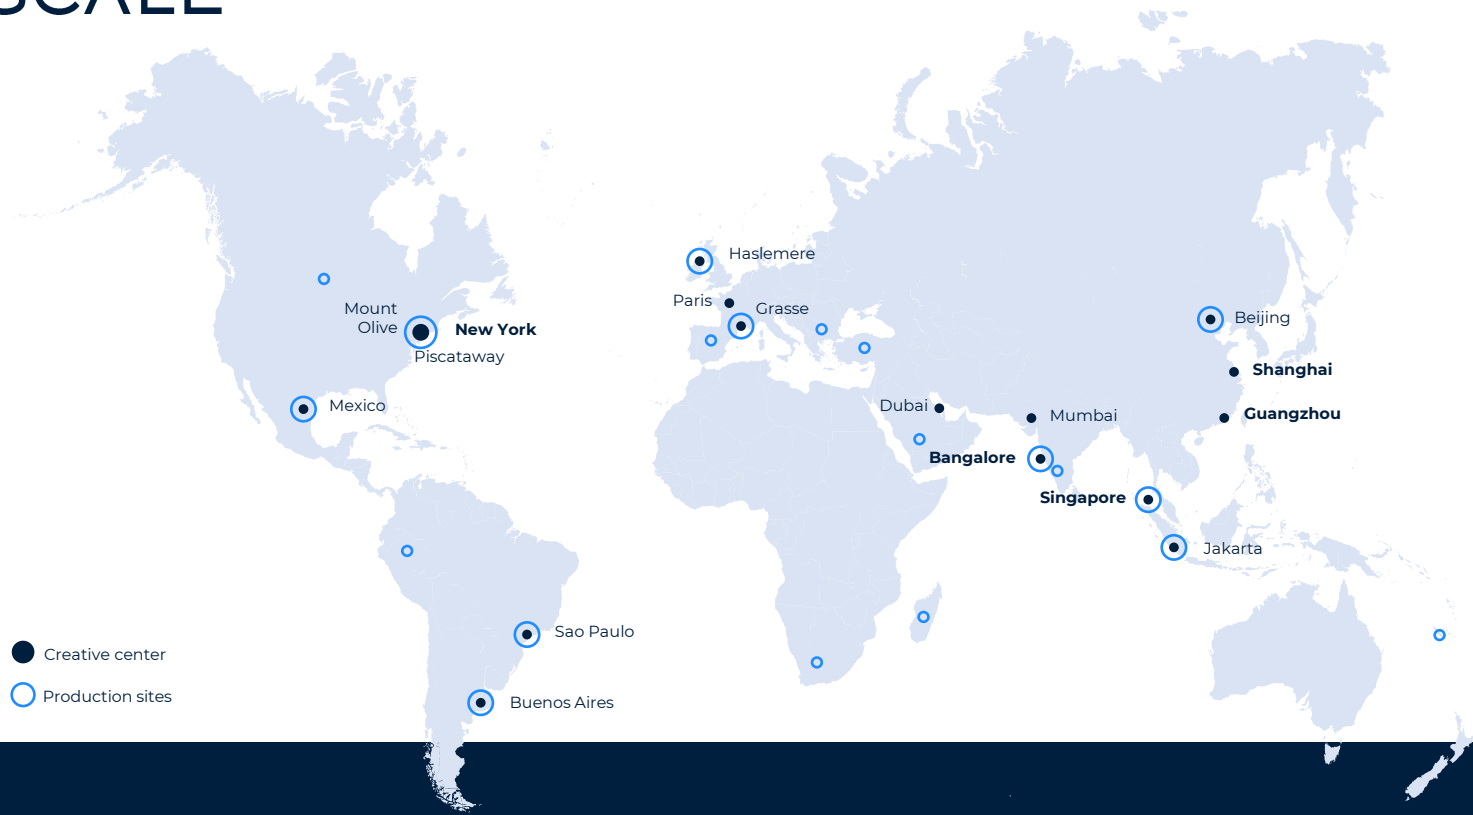 SCALE
Haslemere
Paris
Grasse
Mount
Olive
New York
Piscataway
Beijing
Shanghai
Mexico
Dubai
Mumbai
Guangzhou
Bangalore
Singapore
Jakarta
Sao Paulo
Creative center
Production sites
Buenos Aires